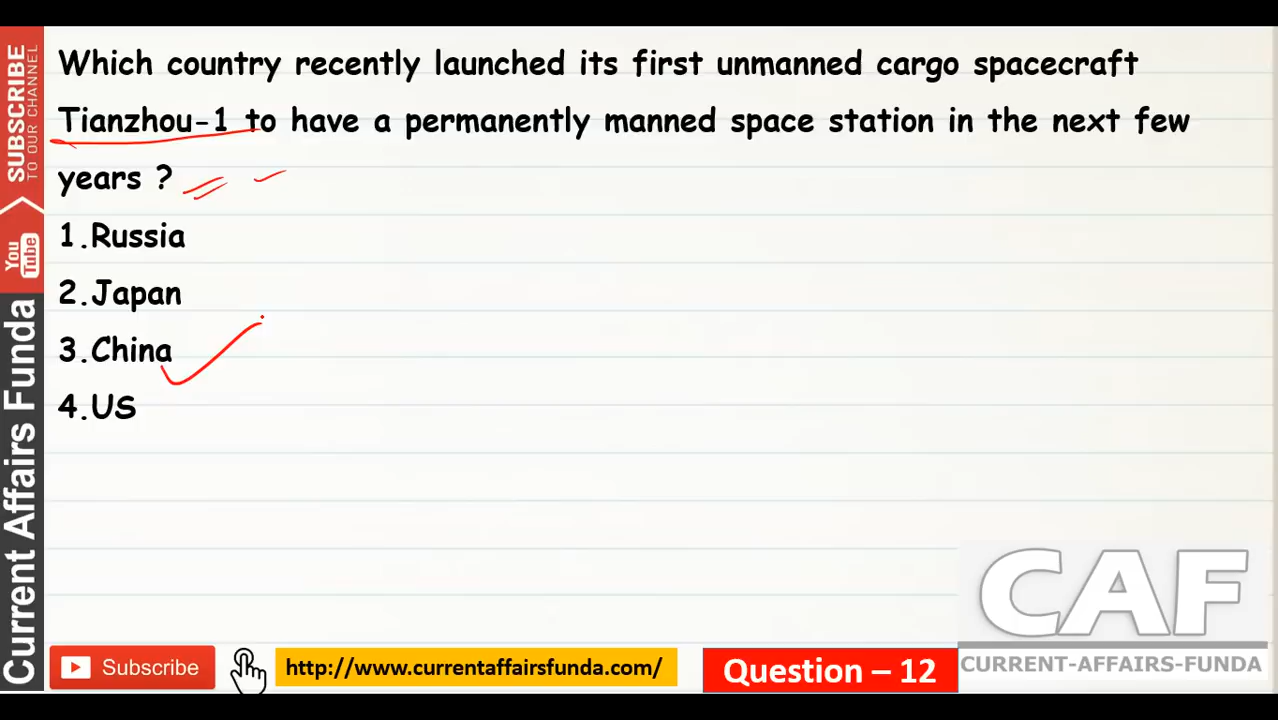 SUBSCRIBE
TO OUR CHANNEL
You
Tube
Current Affairs Funda
Which country recently launched its first unmanned cargo spacecraft
Tianzhou-1 to have a permanently manned space station in the next few
years ?
1.Russia
2.Japan
3.China
4.US
CAF
CURRENT-AFFAIRS-FUNDA
Subscribe
http://www.currentaffairsfunda.com/
Question – 12